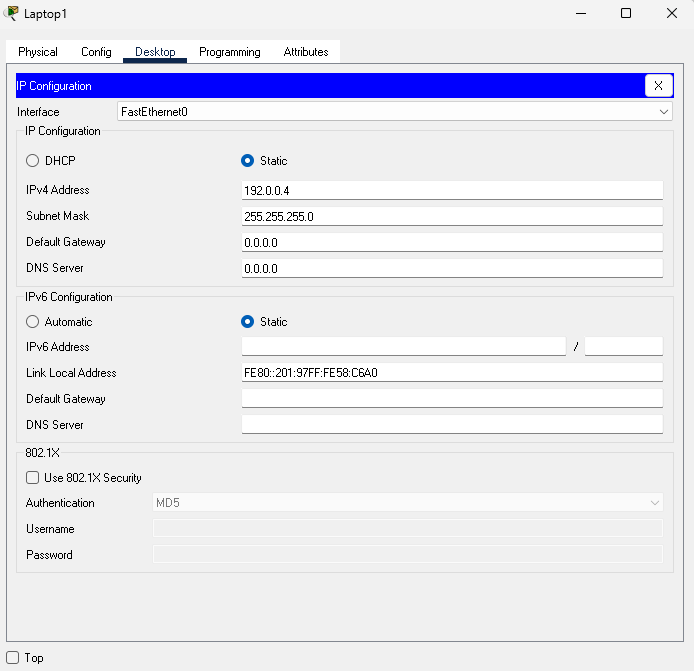 Laptop1
Physical Config Desktop Programming Attributes
IP Configuration X
Interface FastEthernet0
IP Configuration
DHCP Static
IPv4 Address 192.0.0.4
Subnet Mask 255.255.255.0
Default Gateway 0.0.0.0
DNS Server 0.0.0.0
IPv6 Configuration
Automatic Static
IPv6 Address /
Link Local Address FE80::201:97FF:FE58:C6A0
Default Gateway
DNS Server
802.1X
Use 802.1X Security
Authentication MD5
Username
Password
Top